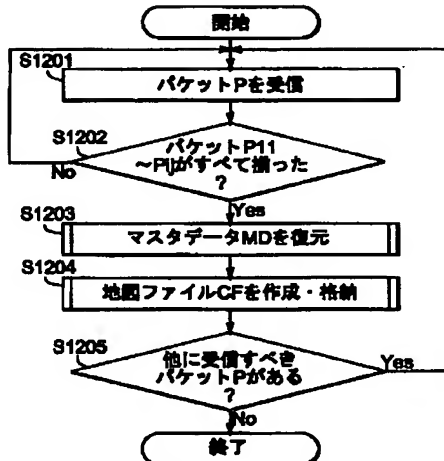 開始
S1201
パケットPを受信
S1202
パケットP11
~Pijがすべて揃った
?
No
Yes
S1203
マスタデータMDを復元
S1204
地図ファイルCFを作成・格納
S1205
他に受信すべき
パケットPがある
?
Yes
No
終了